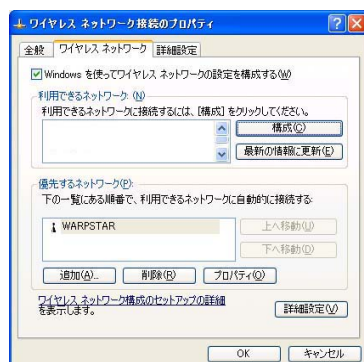 ワイヤレス ネットワーク接続のプロパティ
全般 ワイヤレス ネットワーク 詳細設定
Windows を使ってワイヤレス ネットワークの設定を構成する(W)
利用できるネットワーク: (N)
利用できるネットワークに接続するには、[構成] をクリックしてください。
構成(C)
最新の情報に更新(E)
優先するネットワーク(P):
下の一覧にある順番で、利用できるネットワークに自動的に接続する:
WARPSTAR
上へ移動(U)
下へ移動(D)
追加(A)... 削除(R) プロパティ(O)
ワイヤレス ネットワーク構成のセットアップの詳細
を表示します。
詳細設定(V)
OK キャンセル